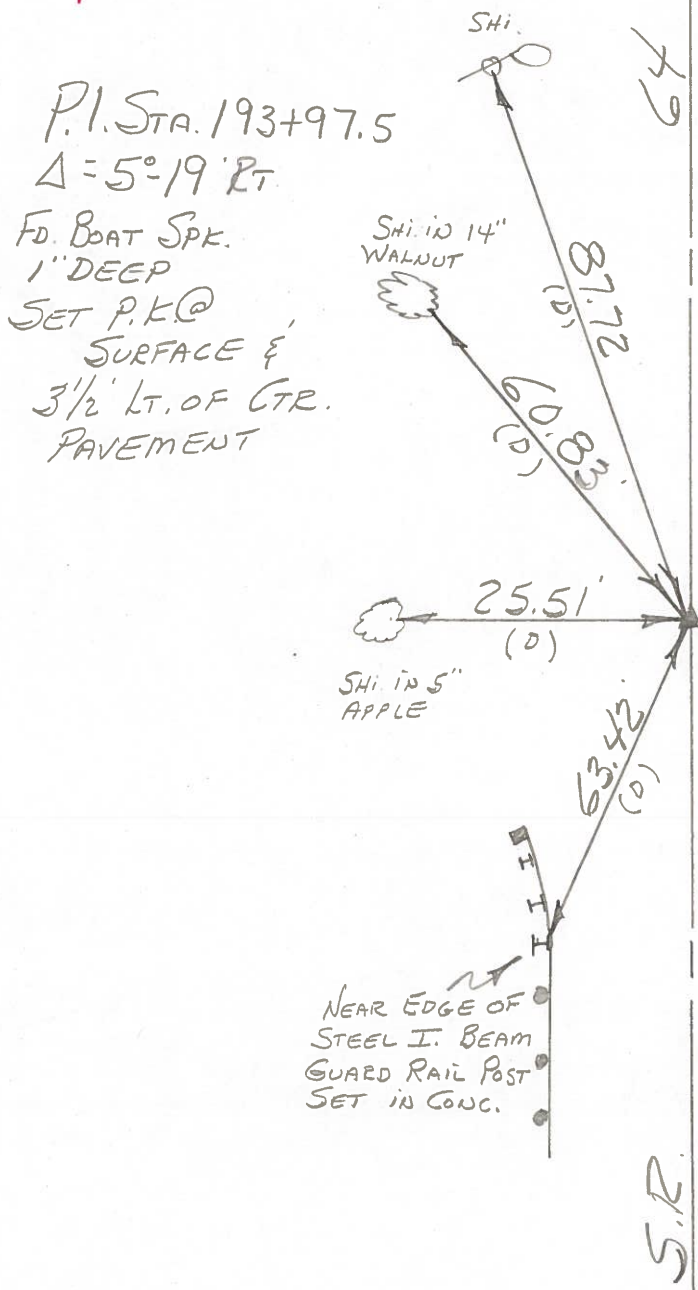 SHI.
64
P.I. STA. 193+97.5
Δ = 5°-19' RT
FD. BOAT SPK.
1" DEEP
SET P.K.@
SURFACE &
3½' LT. OF CTR.
PAVEMENT
87.72
(D)
SHI. IN 14"
WALNUT
60.83'
(D)
25.51'
(D)
SHI. IN 5"
APPLE
63.42'
(D)
NEAR EDGE OF
STEEL I. BEAM
GUARD RAIL POST
SET IN CONC.
S.R.